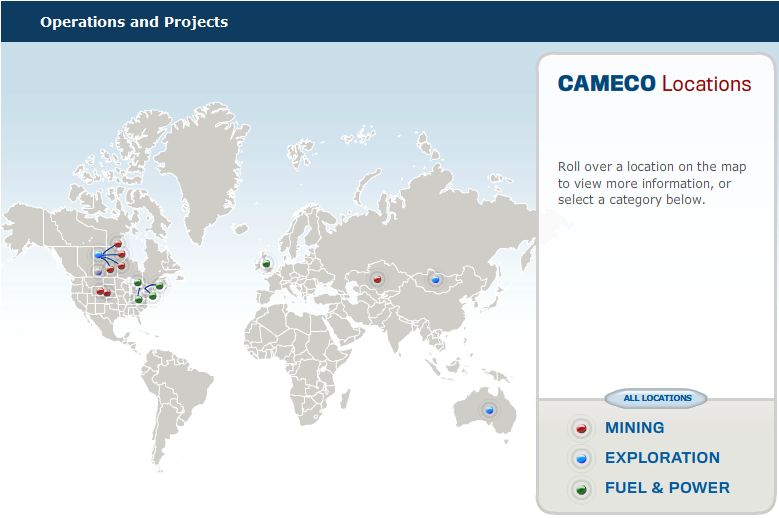 Operations and Projects
CAMECO Locations
Roll over a location on the map
to view more information, or
select a category below.
ALL LOCATIONS
MINING
EXPLORATION
FUEL & POWER